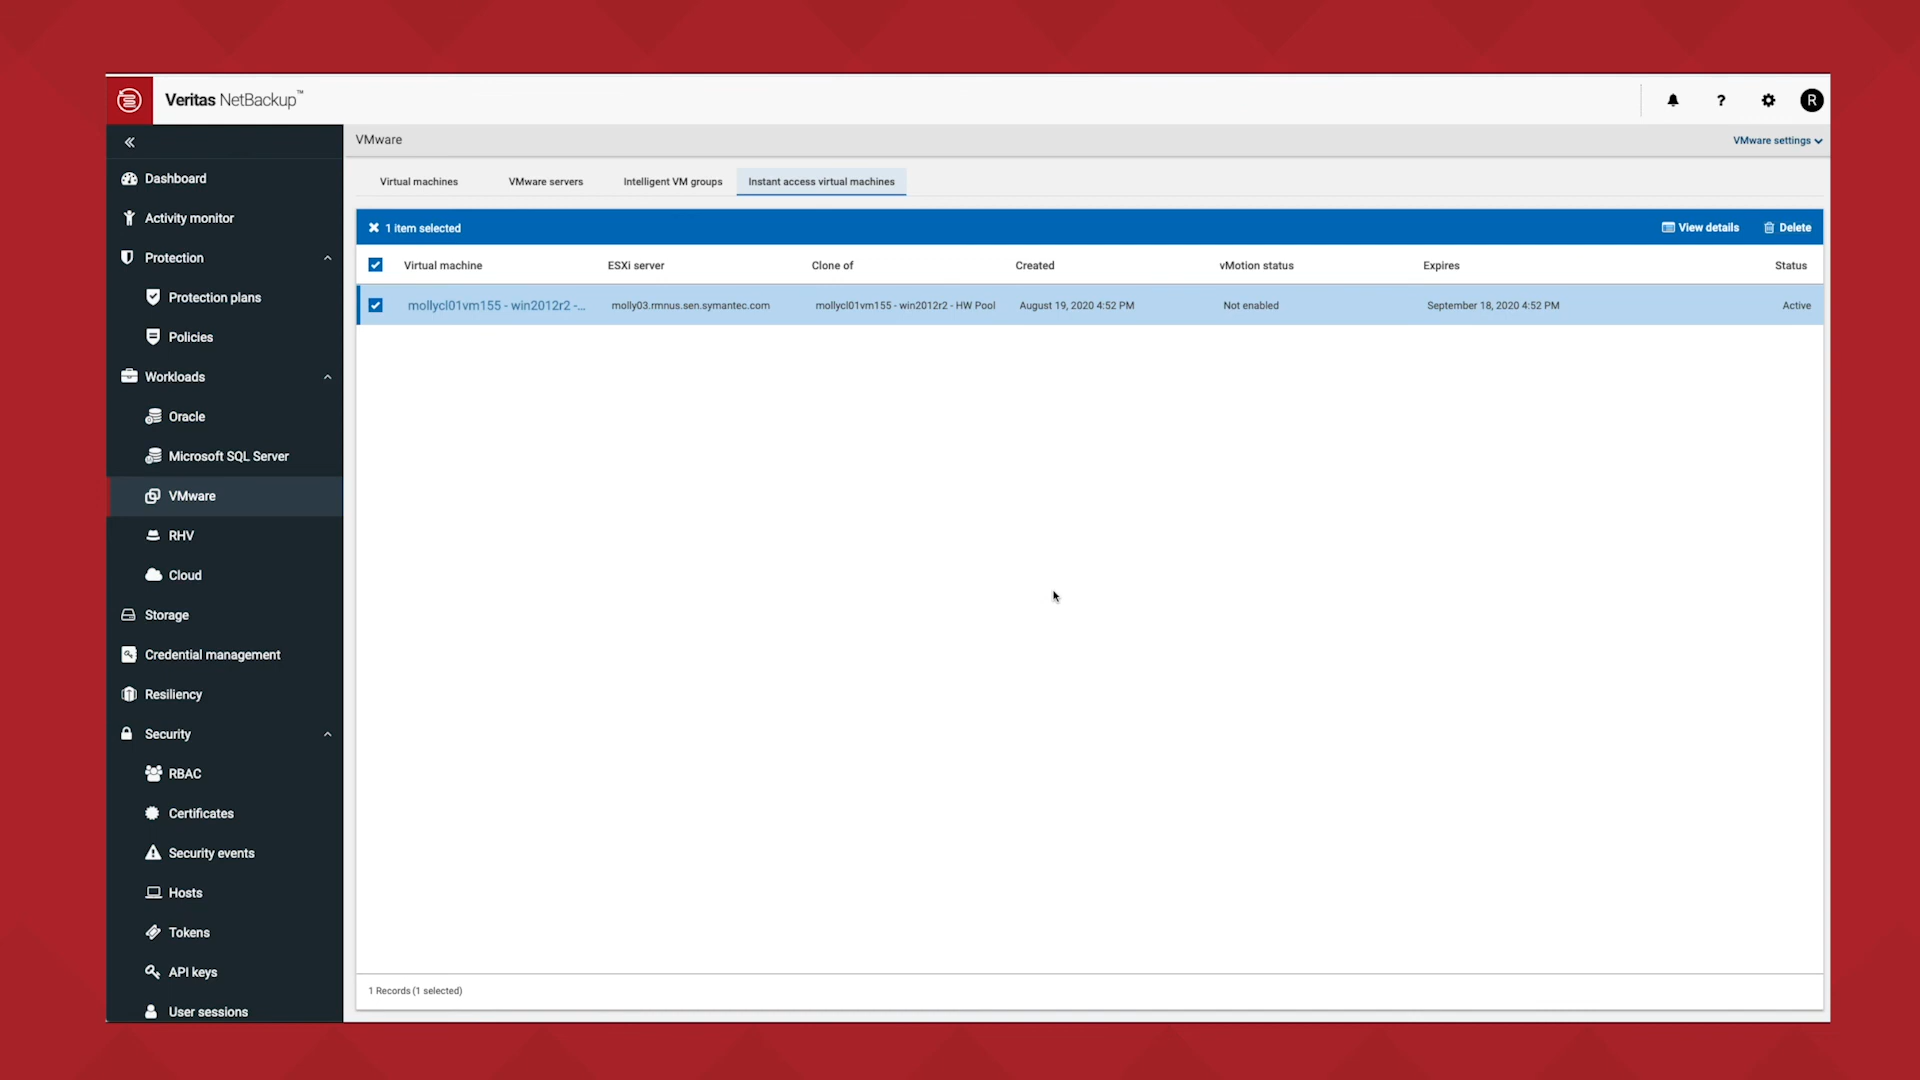 Veritas NetBackup™
?
R
VMware
VMware settings
Dashboard
Activity monitor
Protection
Protection plans
Policies
Workloads
Oracle
Microsoft SQL Server
VMware
RHV
Cloud
Storage
Credential management
Resiliency
Security
RBAC
Certificates
Security events
Hosts
Tokens
API keys
User sessions
Virtual machines VMware servers Intelligent VM groups Instant access virtual machines
1 item selected View details Delete
Virtual machine ESXi server Clone of Created vMotion status Expires Status
mollycl01vm155 - win2012r2 -... molly03.rmnus.sen.symantec.com mollycl01vm155 - win2012r2 - HW Pool August 19, 2020 4:52 PM Not enabled September 18, 2020 4:52 PM Active
1 Records (1 selected)